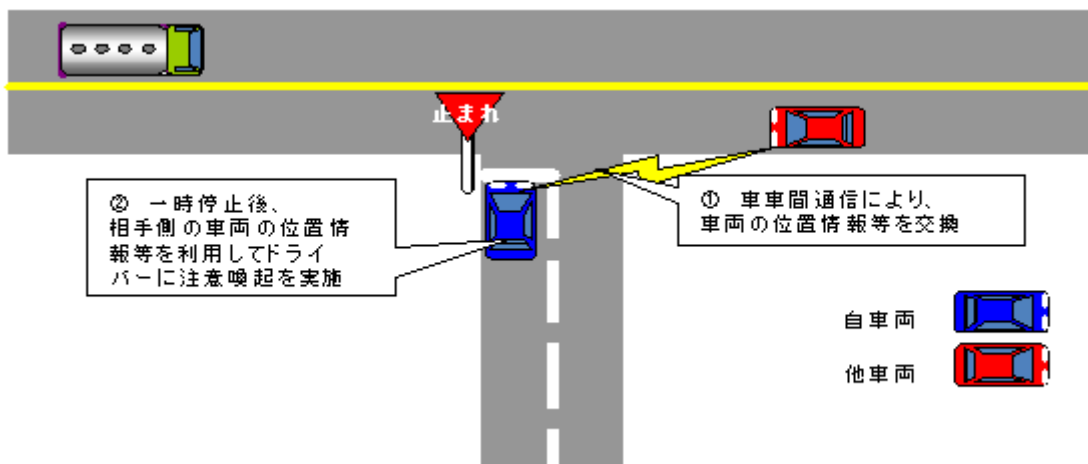 止まれ
② 一時停止後、
相手側の車両の位置情
報等を利用してドライ
バーに注意喚起を実施
① 車車間通信により、
車両の位置情報等を交換
自車両
他車両